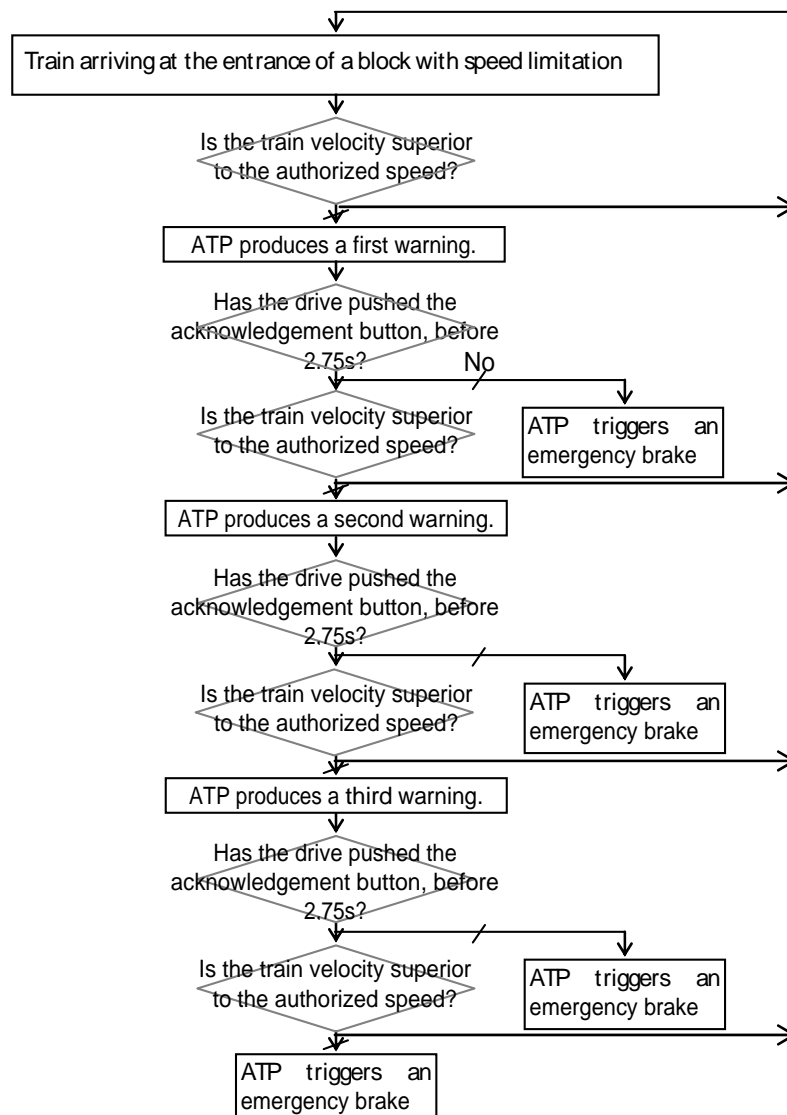 Train arriving at the entrance of a block with speed limitation
Is the train velocity superior
to the authorized speed?
ATP produces a first warning.
Has the drive pushed the
acknowledgement button, before
2.75s?
No
Is the train velocity superior
to the authorized speed?
ATP triggers an
emergency brake
ATP produces a second warning.
Has the drive pushed the
acknowledgement button, before
2.75s?
Is the train velocity superior
to the authorized speed?
ATP triggers an
emergency brake
ATP produces a third warning.
Has the drive pushed the
acknowledgement button, before
2.75s?
Is the train velocity superior
to the authorized speed?
ATP triggers an
emergency brake
ATP triggers an
emergency brake